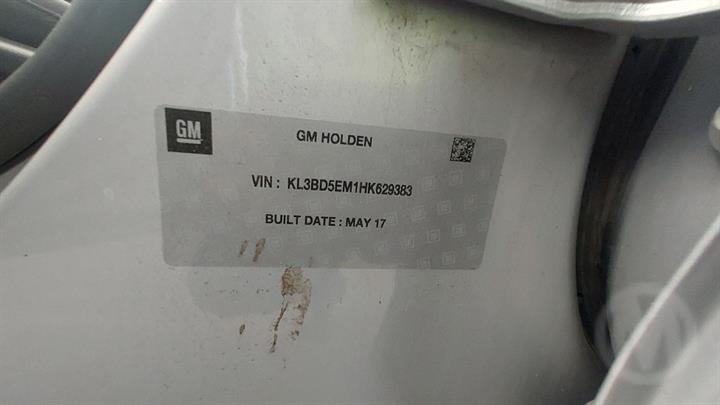 GM
GM HOLDEN
VIN : KL3BD5EM1HK629383
BUILT DATE : MAY 17